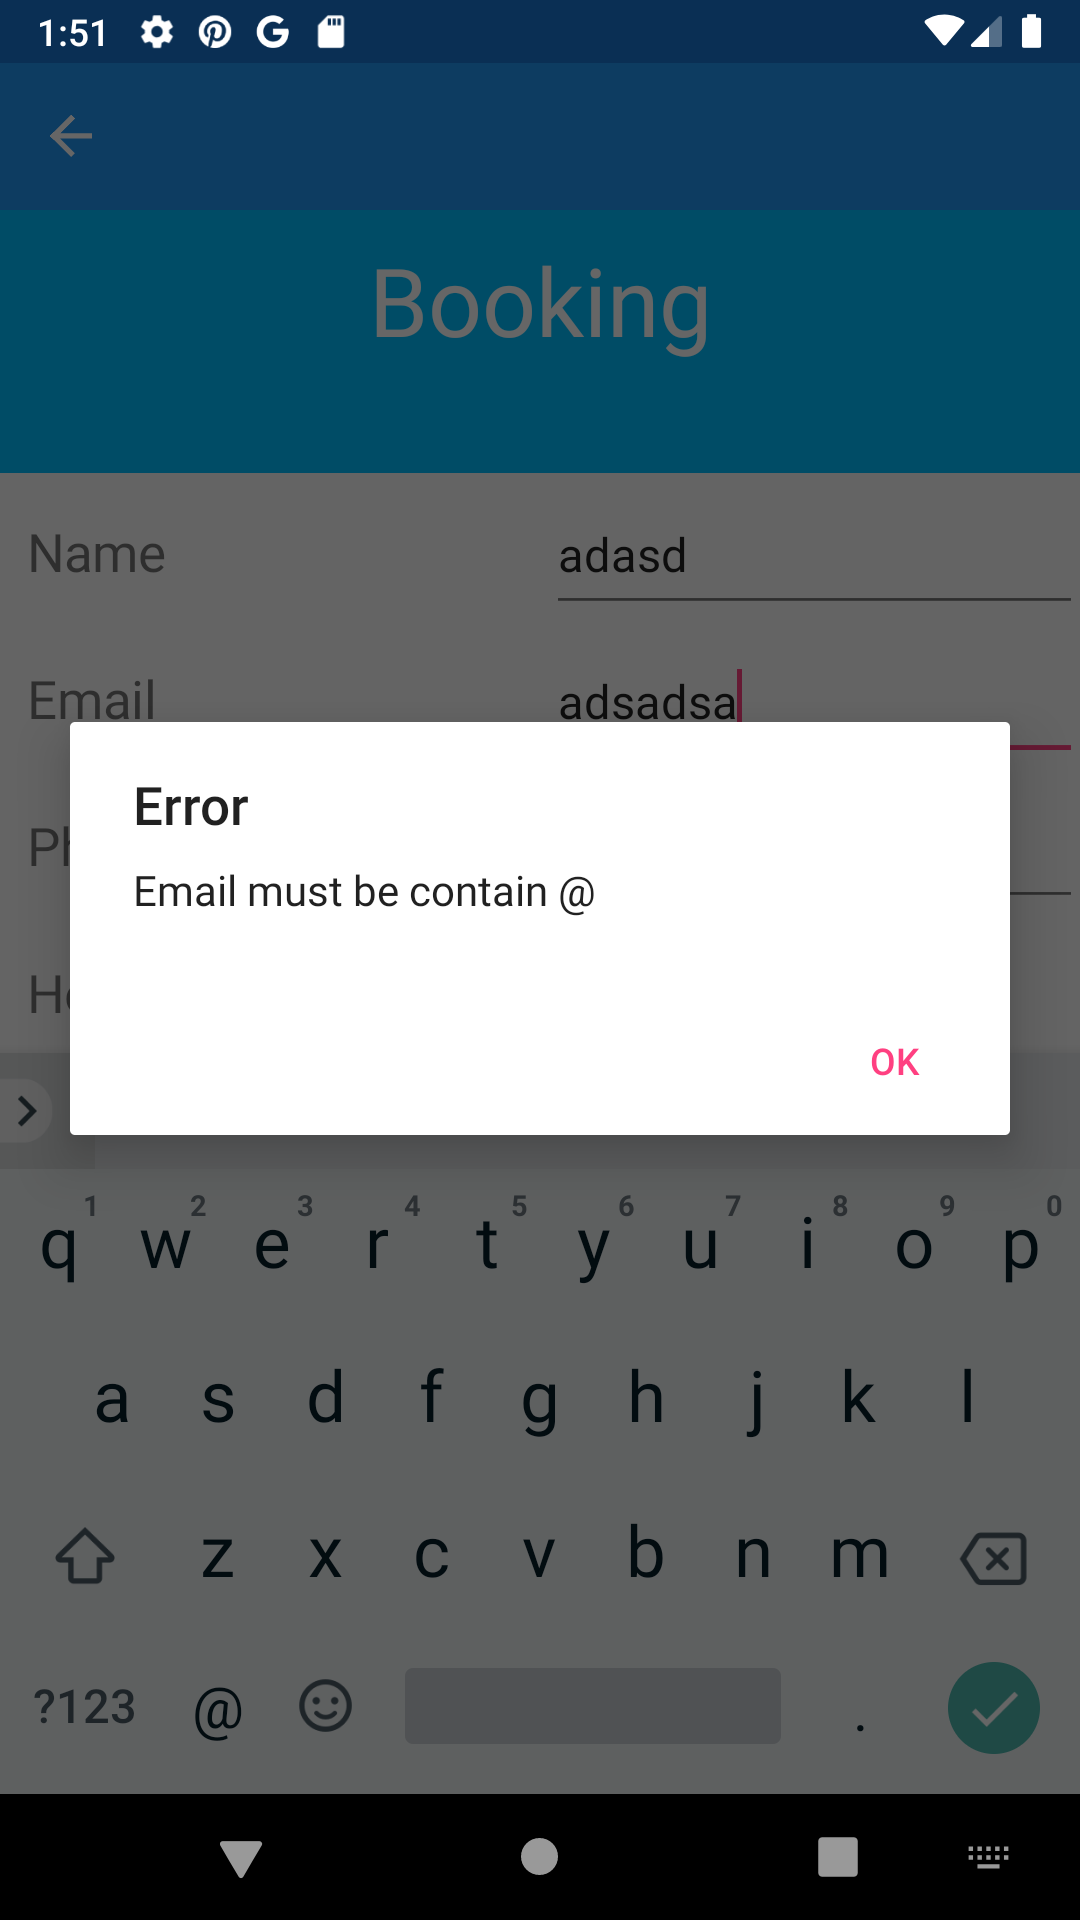 1:51
Booking
Name
adasd
Email
adsadsa
Error
Email must be contain @
OK
1 2 3 4 5 6 7 8 9 0
q w e r t y u i o p
a s d f g h j k l
z x c v b n m
?123 @ .